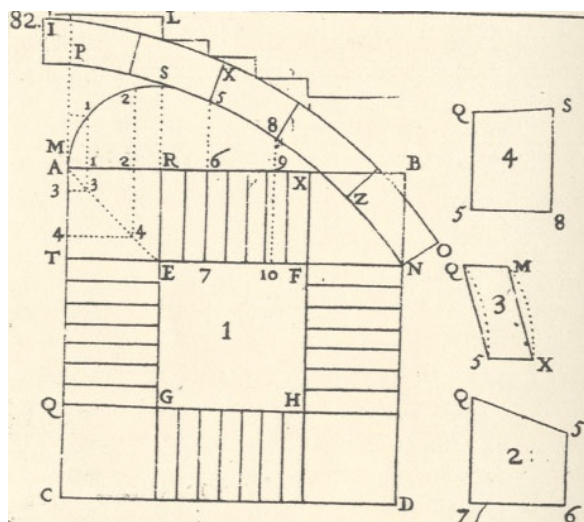 82.
I L
P
S X
2 5
1 8
M
A 1 2 R 6 9 X B
3 3 Z
4 4 O
T E 7 10 F N
1
Q G H
C D
Q S
4
5 8
Q M
3
5 X
Q 5
2
7 6